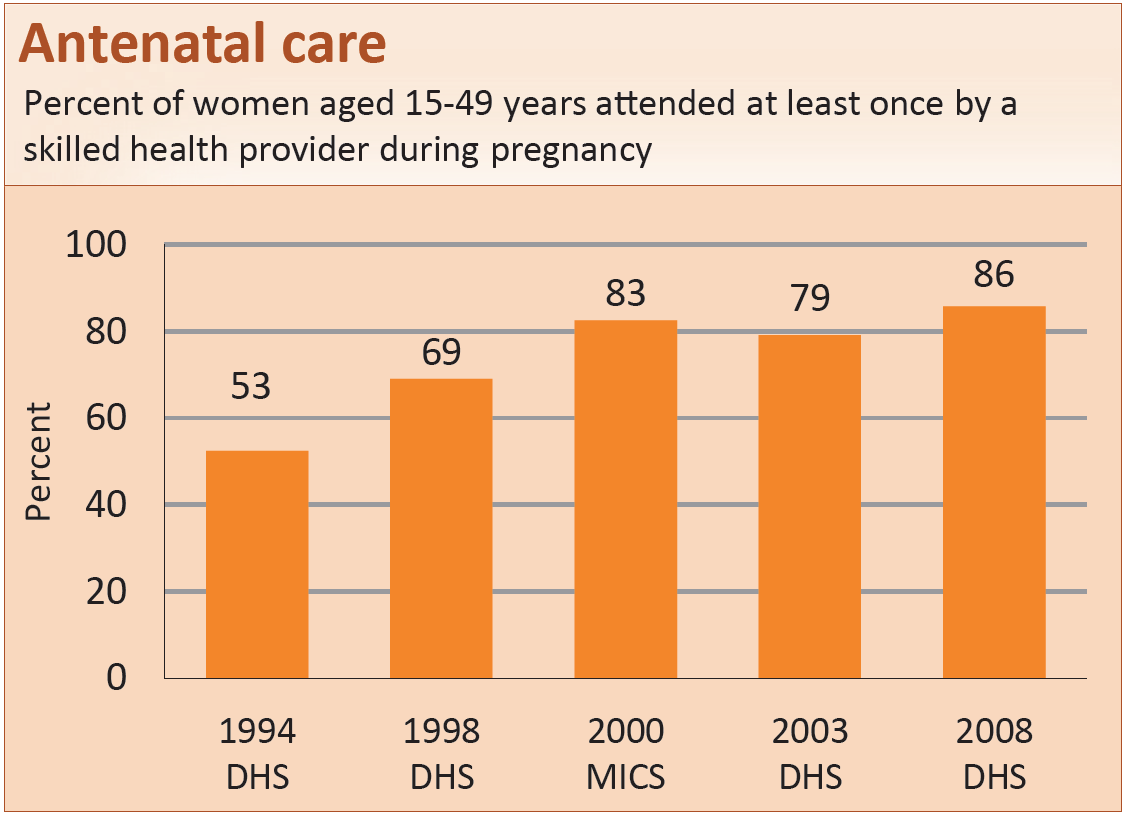 Antenatal care
Percent of women aged 15-49 years attended at least once by a
skilled health provider during pregnancy
Percent
100
80
60
40
20
0
53
69
83
79
86
1994
DHS
1998
DHS
2000
MICS
2003
DHS
2008
DHS